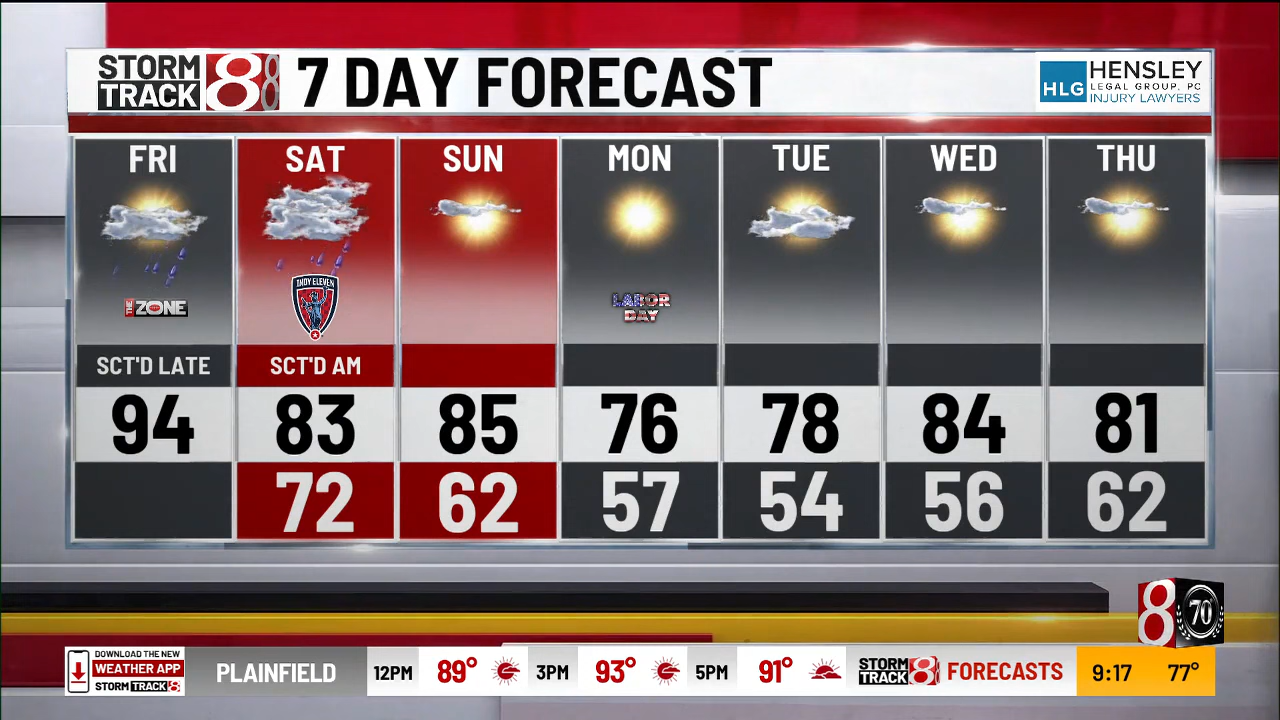 STORM TRACK 8 8
7 DAY FORECAST
HLG HENSLEY
LEGAL GROUP, PC
INJURY LAWYERS
FRI SAT SUN MON TUE WED THU
THE ZONE
INDY ELEVEN
LABOR DAY
SCT'D LATE SCT'D AM
94 83 85 76 78 84 81
72 62 57 54 56 62
8 70
DOWNLOAD THE NEW
WEATHER APP
STORM TRACK 8
PLAINFIELD 12PM 89° 3PM 93° 5PM 91° STORM TRACK 8 FORECASTS 9:17 77°